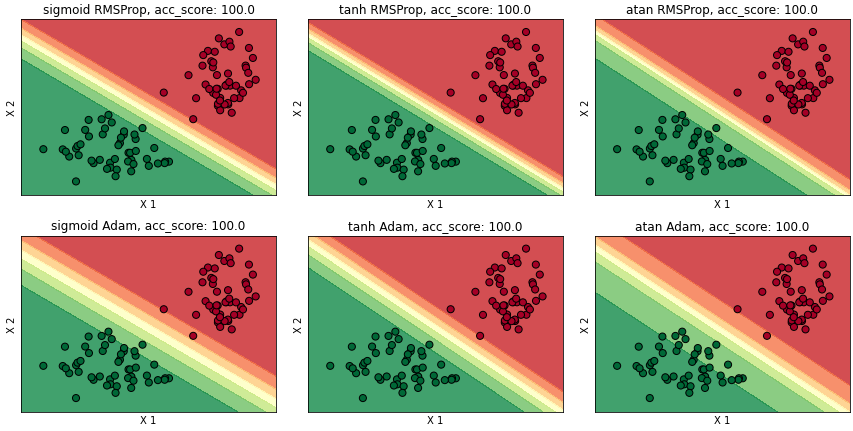 sigmoid RMSProp, acc_score: 100.0
tanh RMSProp, acc_score: 100.0
atan RMSProp, acc_score: 100.0
X 2
X 2
X 2
X 1
X 1
X 1
sigmoid Adam, acc_score: 100.0
tanh Adam, acc_score: 100.0
atan Adam, acc_score: 100.0
X 2
X 2
X 2
X 1
X 1
X 1